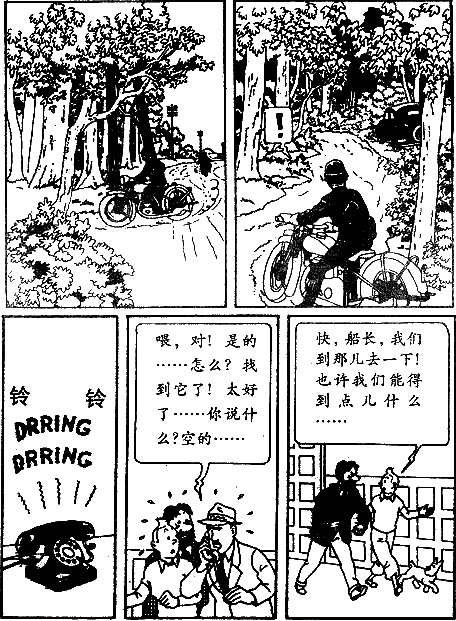 !
铃 铃
DRRING
DRRING
喂，对！是的
……怎么？找
到它了！太好
了……你说什
么？空的……
快，船长，我们
到那儿去一下！
也许我们能得
到点儿什么
……